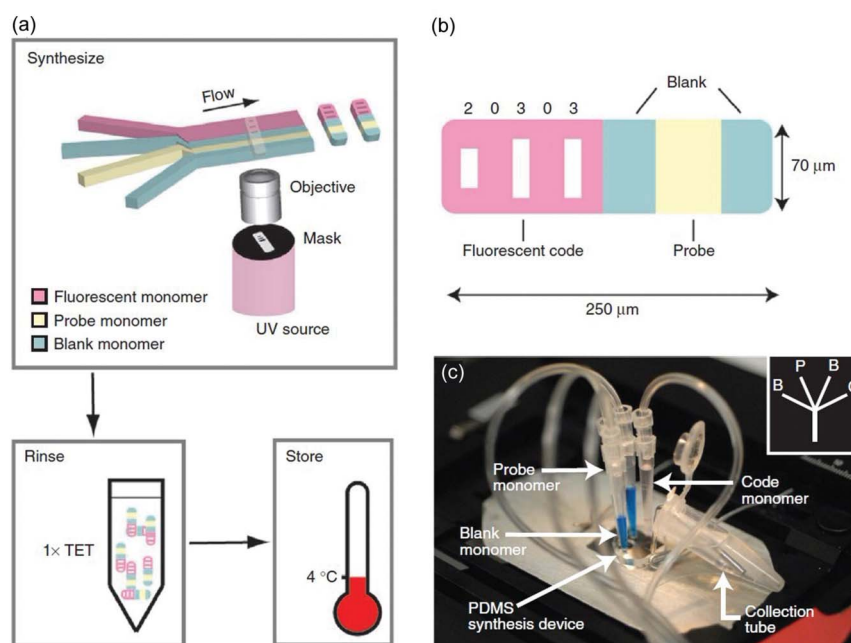 (a)
Synthesize
Flow
Objective
Mask
Fluorescent monomer
Probe monomer
Blank monomer
UV source
Rinse
1× TET
Store
4 °C
(b)
Blank
2 0 3 0 3
70 μm
Fluorescent code
Probe
250 μm
(c)
P B
B
Probe
monomer
Code
monomer
Blank
monomer
PDMS
synthesis device
Collection
tube